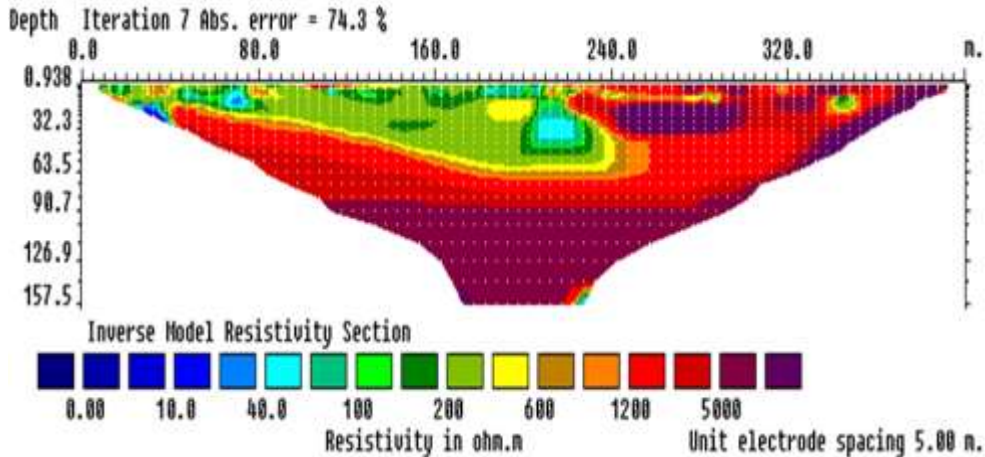 Depth Iteration 7 Abs. error = 74.3 %
0.0 80.0 160.0 240.0 320.0 m.
0.938
32.3
63.5
90.7
126.9
157.5
Inverse Model Resistivity Section
0.00 10.0 40.0 100 200 600 1200 5000
Resistivity in ohm.m Unit electrode spacing 5.00 m.